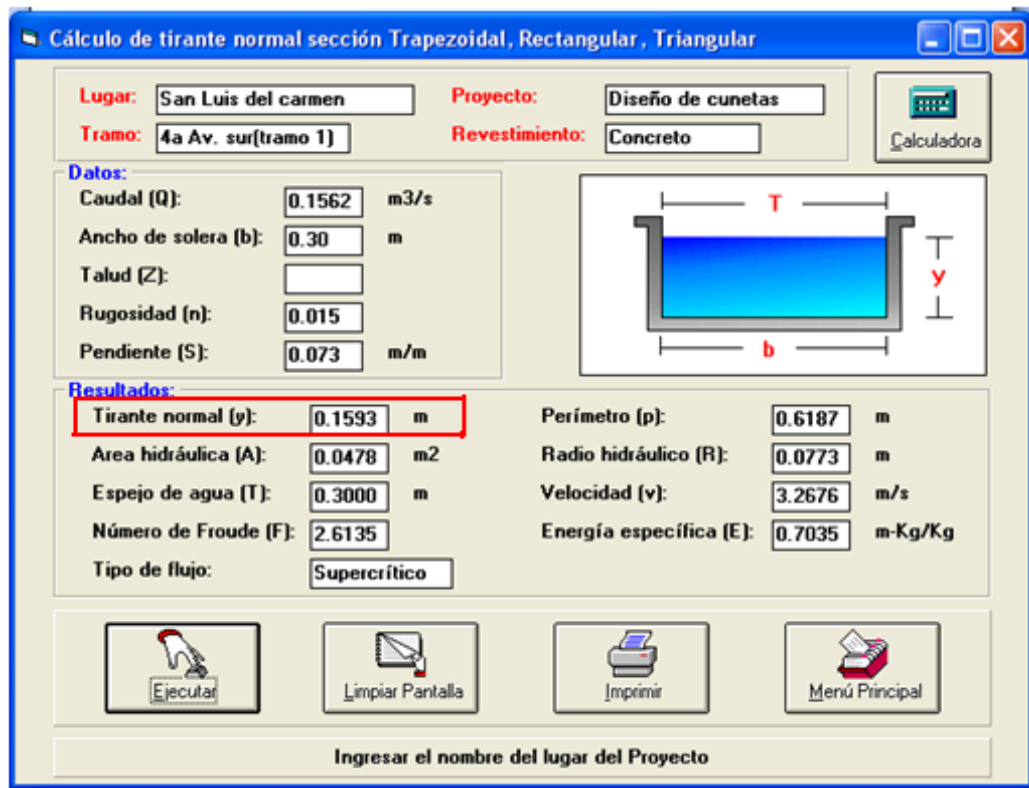 Cálculo de tirante normal sección Trapezoidal, Rectangular, Triangular
Lugar: San Luis del carmen Proyecto: Diseño de cunetas
Tramo: 4a Av. sur(tramo 1) Revestimiento: Concreto
Calculadora
Datos:
Caudal (Q): 0.1562 m3/s
Ancho de solera (b): 0.30 m
Talud (Z):
Rugosidad (n): 0.015
Pendiente (S): 0.073 m/m
T
y
b
Resultados:
Tirante normal (y): 0.1593 m Perímetro (p): 0.6187 m
Area hidráulica (A): 0.0478 m2 Radio hidráulico (R): 0.0773 m
Espejo de agua (T): 0.3000 m Velocidad (v): 3.2676 m/s
Número de Froude (F): 2.6135 Energía específica (E): 0.7035 m-Kg/Kg
Tipo de flujo: Supercrítico
Ejecutar Limpiar Pantalla Imprimir Menú Principal
Ingresar el nombre del lugar del Proyecto